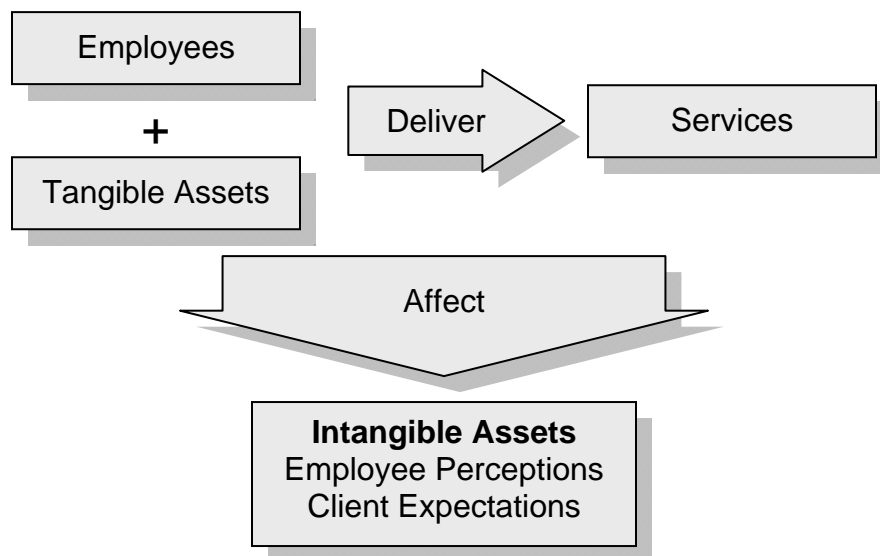 Employees
+
Tangible Assets
Deliver
Services
Affect
Intangible Assets
Employee Perceptions
Client Expectations